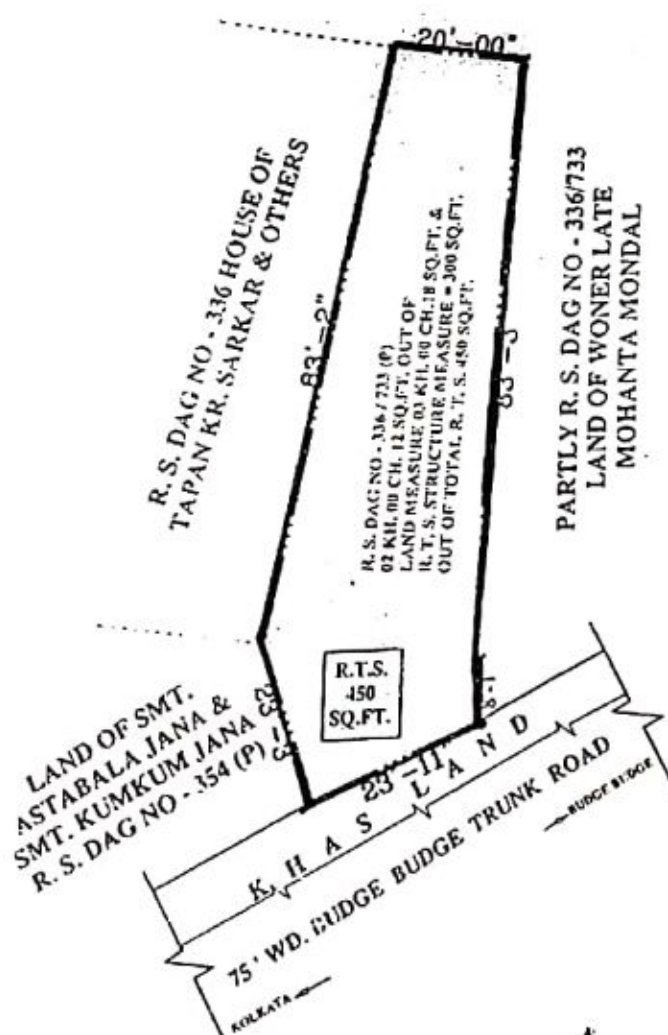 20'-00"
R. S. DAG NO - 336 HOUSE OF
TAPAN KR. SARKAR & OTHERS
83'-2"
R. S. DAG NO - 336 / 733 (P)
02 KH. 00 CH. 12 SQ.FT. OUT OF
LAND MEASURE 03 KH. 00 CH. 18 SQ.FT. &
R. T. S. STRUCTURE MEASURE = 300 SQ.FT.
OUT OF TOTAL R. T. S. 450 SQ.FT.
PARTLY R. S. DAG NO - 336/733
LAND OF WONER LATE
MOHANTA MONDAL
R.T.S.
450
SQ.FT.
LAND OF SMT.
ASTABALA JANA &
SMT. KUMKUM JANA
R. S. DAG NO - 354 (P)
23'-11"
KHAS LAND
75' WD. BUDGE BUDGE TRUNK ROAD
BUDGE BUDGE
KOLKATA